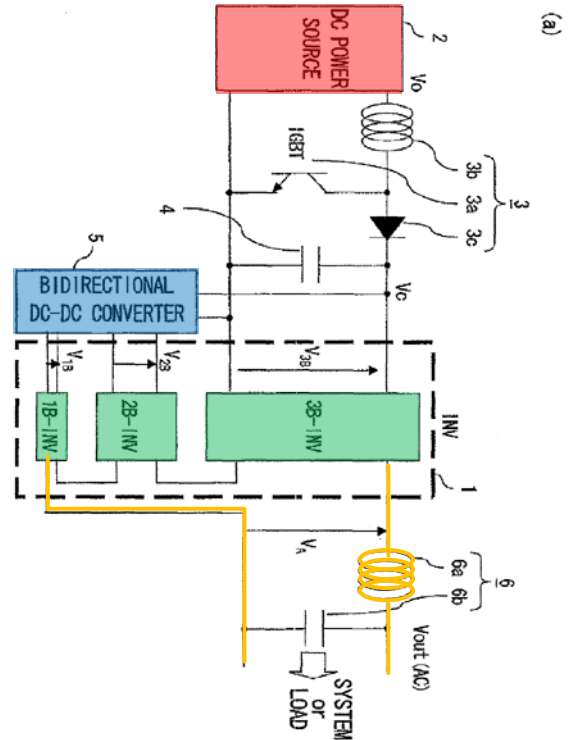 (a)
DC POWER
SOURCE
2
Vo
3b
IGBT
3a
3
3c
4
Vc
5
BIDIRECTIONAL
DC-DC CONVERTER
V1B
V2B
V3B
INV
1B-INV
2B-INV
3B-INV
1
VA
6a
6
6b
Vout(AC)
SYSTEM
or
LOAD